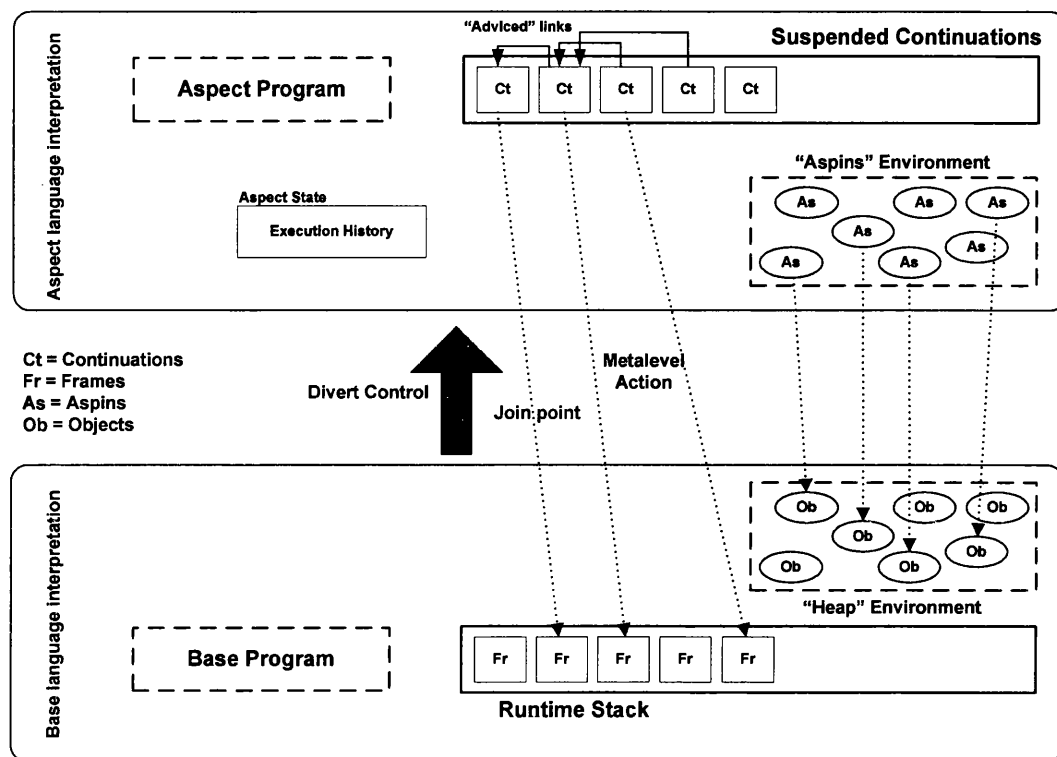 “Adviced” links
Suspended Continuations
Aspect language interpretation
Aspect Program
Ct Ct Ct Ct Ct
“Aspins” Environment
As As As
As
As
As As
Aspect State
Execution History
Ct = Continuations
Fr = Frames
As = Aspins
Ob = Objects
Divert Control
Metalevel
Action
Join point
Base language interpretation
Ob Ob Ob
Ob
Ob
Ob Ob
“Heap” Environment
Base Program
Fr Fr Fr Fr Fr
Runtime Stack